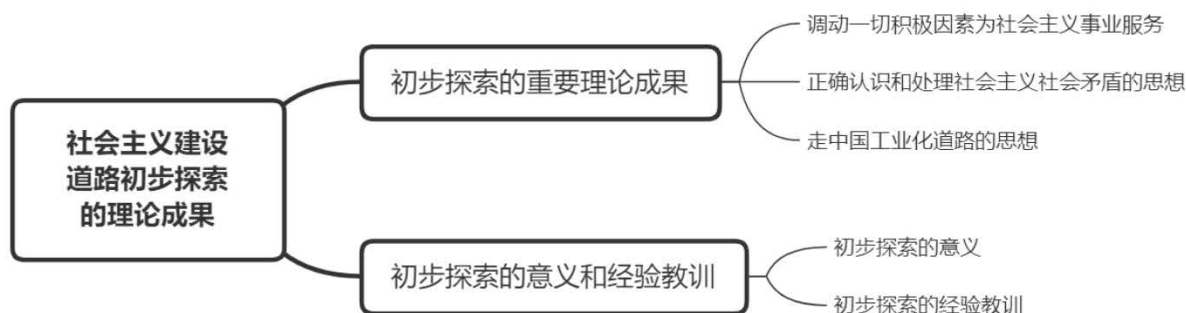 社会主义建设
道路初步探索
的理论成果
初步探索的重要理论成果
调动一切积极因素为社会主义事业服务
正确认识和处理社会主义社会矛盾的思想
走中国工业化道路的思想
初步探索的意义和经验教训
初步探索的意义
初步探索的经验教训